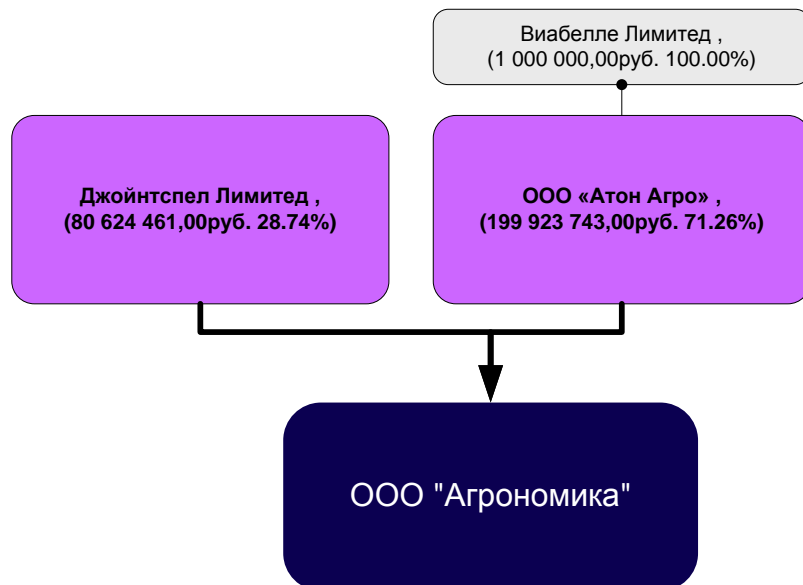 Виабелле Лимитед ,
(1 000 000,00руб. 100.00%)
Джойнтспел Лимитед ,
(80 624 461,00руб. 28.74%)
ООО «Атон Агро» ,
(199 923 743,00руб. 71.26%)
ООО "Агрономика"